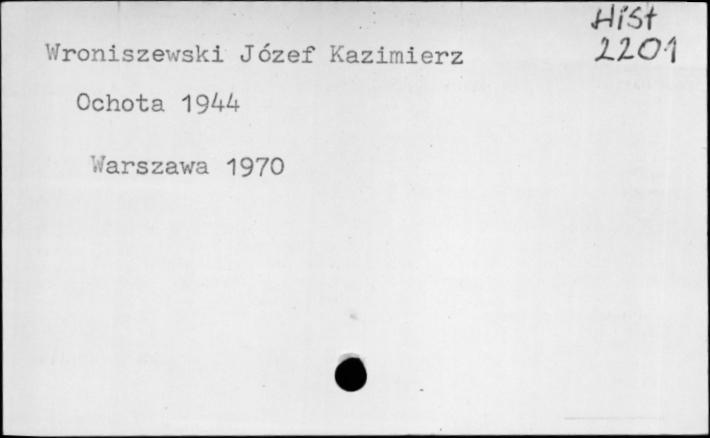 Hist
2201
Wroniszewski Józef Kazimierz
Ochota 1944
Warszawa 1970